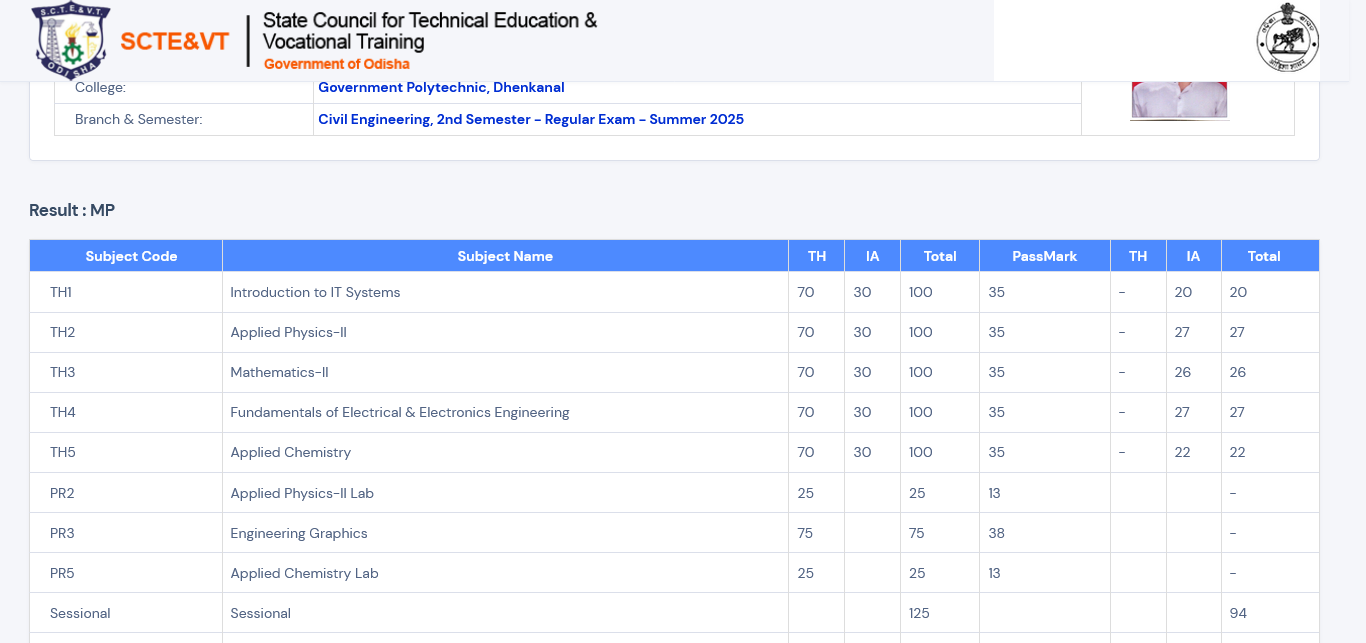 S.C.T.E.& V.T.
ODISHA
SCTE&VT
State Council for Technical Education &
Vocational Training
Government of Odisha
College: Government Polytechnic, Dhenkanal
Branch & Semester: Civil Engineering, 2nd Semester - Regular Exam - Summer 2025
Result : MP
Subject Code Subject Name TH IA Total PassMark TH IA Total
TH1 Introduction to IT Systems 70 30 100 35 - 20 20
TH2 Applied Physics-II 70 30 100 35 - 27 27
TH3 Mathematics-II 70 30 100 35 - 26 26
TH4 Fundamentals of Electrical & Electronics Engineering 70 30 100 35 - 27 27
TH5 Applied Chemistry 70 30 100 35 - 22 22
PR2 Applied Physics-II Lab 25 25 13 -
PR3 Engineering Graphics 75 75 38 -
PR5 Applied Chemistry Lab 25 25 13 -
Sessional Sessional 125 94